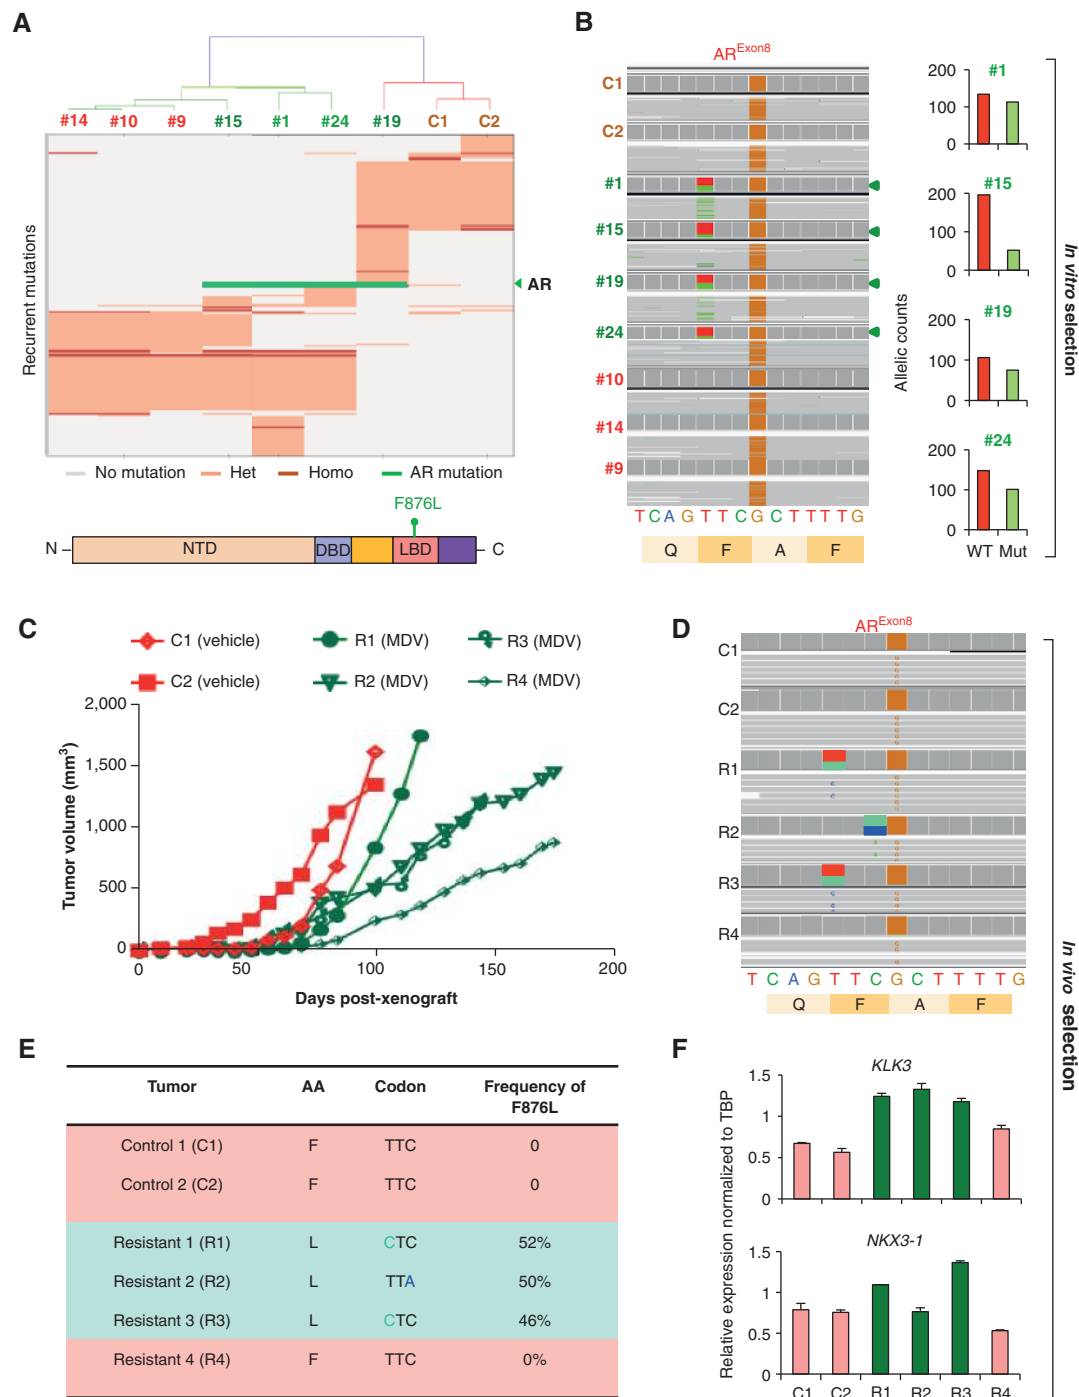 A
#14 #10 #9 #15 #1 #24 #19 C1 C2
Recurrent mutations
AR
No mutation Het Homo AR mutation
F876L
N NTD DBD LBD C
B
AR^Exon8
C1
C2
#1
#15
#19
#24
#10
#14
#9
T C A G T T C G C T T T T G
Q F A F
Allelic counts
#1
200
100
0
#15
200
100
0
#19
200
100
0
#24
200
100
0
WT Mut
In vitro selection
C
C1 (vehicle) R1 (MDV) R3 (MDV)
C2 (vehicle) R2 (MDV) R4 (MDV)
Tumor volume (mm³)
2,000
1,500
1,000
500
0
0 50 100 150 200
Days post-xenograft
D
AR^Exon8
C1
C2
R1
R2
R3
R4
T C A G T T C G C T T T T G
Q F A F
In vivo selection
E
Tumor AA Codon Frequency of
F876L
Control 1 (C1) F TTC 0
Control 2 (C2) F TTC 0
Resistant 1 (R1) L CTC 52%
Resistant 2 (R2) L TTA 50%
Resistant 3 (R3) L CTC 46%
Resistant 4 (R4) F TTC 0%
F
Relative expression normalized to TBP
KLK3
1.5
1
0.5
0
NKX3-1
1.5
1
0.5
0
C1 C2 R1 R2 R3 R4